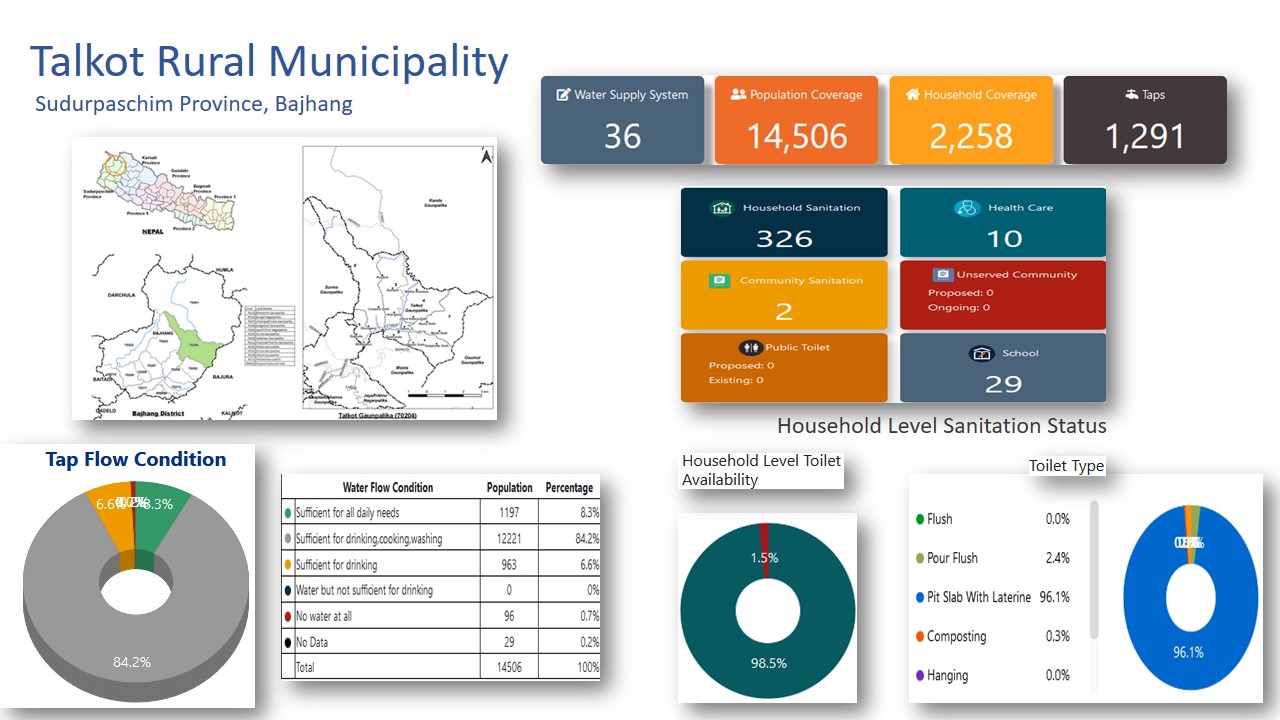 Talkot Rural Municipality
Sudurpaschim Province, Bajhang
Water Supply System
36
Population Coverage
14,506
Household Coverage
2,258
Taps
1,291
Household Sanitation
326
Health Care
10
Community Sanitation
2
Unserved Community
Proposed: 0
Ongoing: 0
Public Toilet
Proposed: 0
Existing: 0
School
29
Karnali
Province
Gandaki
Province
Bagmati
Province
Province 1
Sudurpaschim
Province
Province 5
Province 2
NEPAL
HUMLA
DARCHULA
BAJHANG
BAITADI
BAJURA
DADELD
KALIKOT
Bajhang District
Kanda
Gaunpalika
Surma
Gaunpalika
Talkot
Gaunpalika
Masta
Gaunpalika
Gaumul
Gaunpalika
JayaPrithivi
Nagarpalika
Talkot Gaunpalika (70204)
Household Level Sanitation Status
Tap Flow Condition
6.6%
8.3%
84.2%
Water Flow Condition Population Percentage
Sufficient for all daily needs 1197 8.3%
Sufficient for drinking,cooking,washing 12221 84.2%
Sufficient for drinking 963 6.6%
Water but not sufficient for drinking 0 0%
No water at all 96 0.7%
No Data 29 0.2%
Total 14506 100%
Household Level Toilet
Availability
1.5%
98.5%
Toilet Type
Flush 0.0%
Pour Flush 2.4%
Pit Slab With Laterine 96.1%
Composting 0.3%
Hanging 0.0%
96.1%